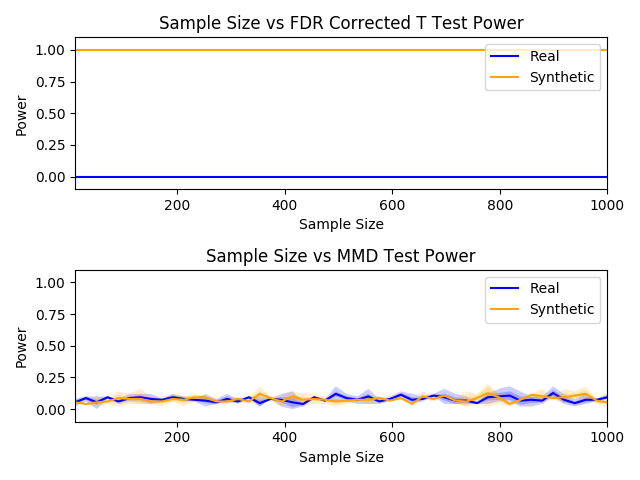 Sample Size vs FDR Corrected T Test Power
1.00
0.75
0.50
0.25
0.00
Power
Real
Synthetic
200
400
600
800
1000
Sample Size
Sample Size vs MMD Test Power
1.00
0.75
0.50
0.25
0.00
Power
Real
Synthetic
200
400
600
800
1000
Sample Size